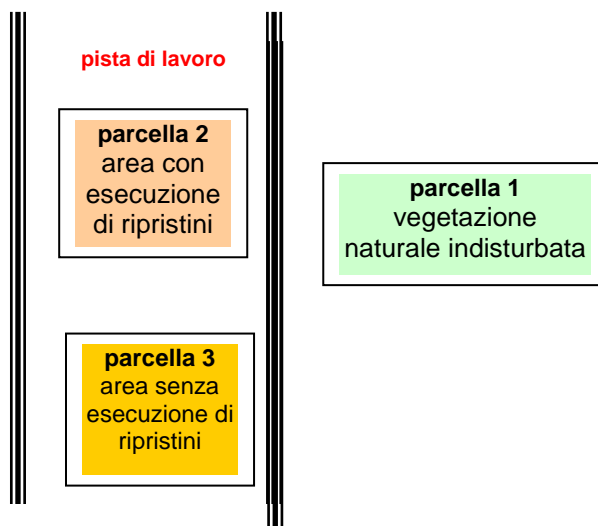 pista di lavoro
parcella 2
area con
esecuzione
di ripristini
parcella 1
vegetazione
naturale indisturbata
parcella 3
area senza
esecuzione di
ripristini